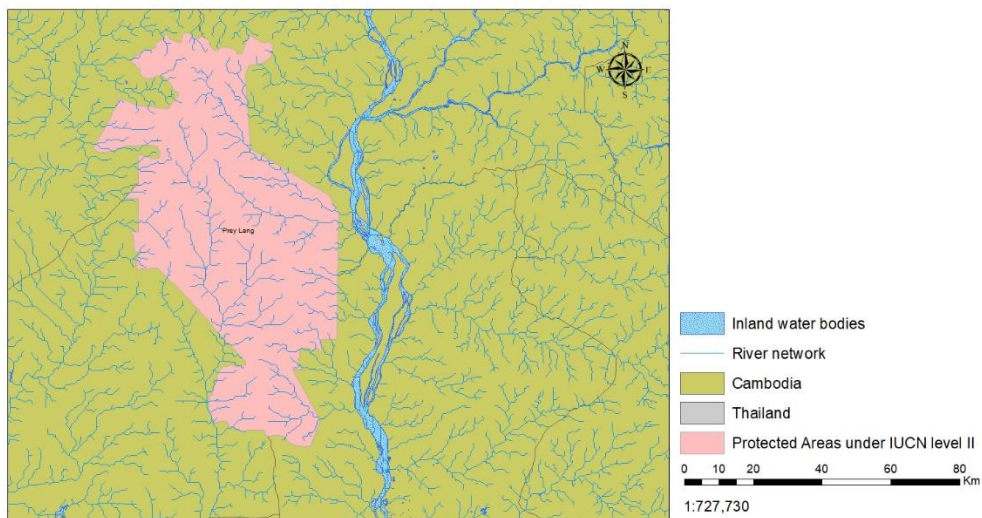 N
W E
S
Prey Lang
Inland water bodies
River network
Cambodia
Thailand
Protected Areas under IUCN level II
0 10 20 40 60 80
Km
1:727,730